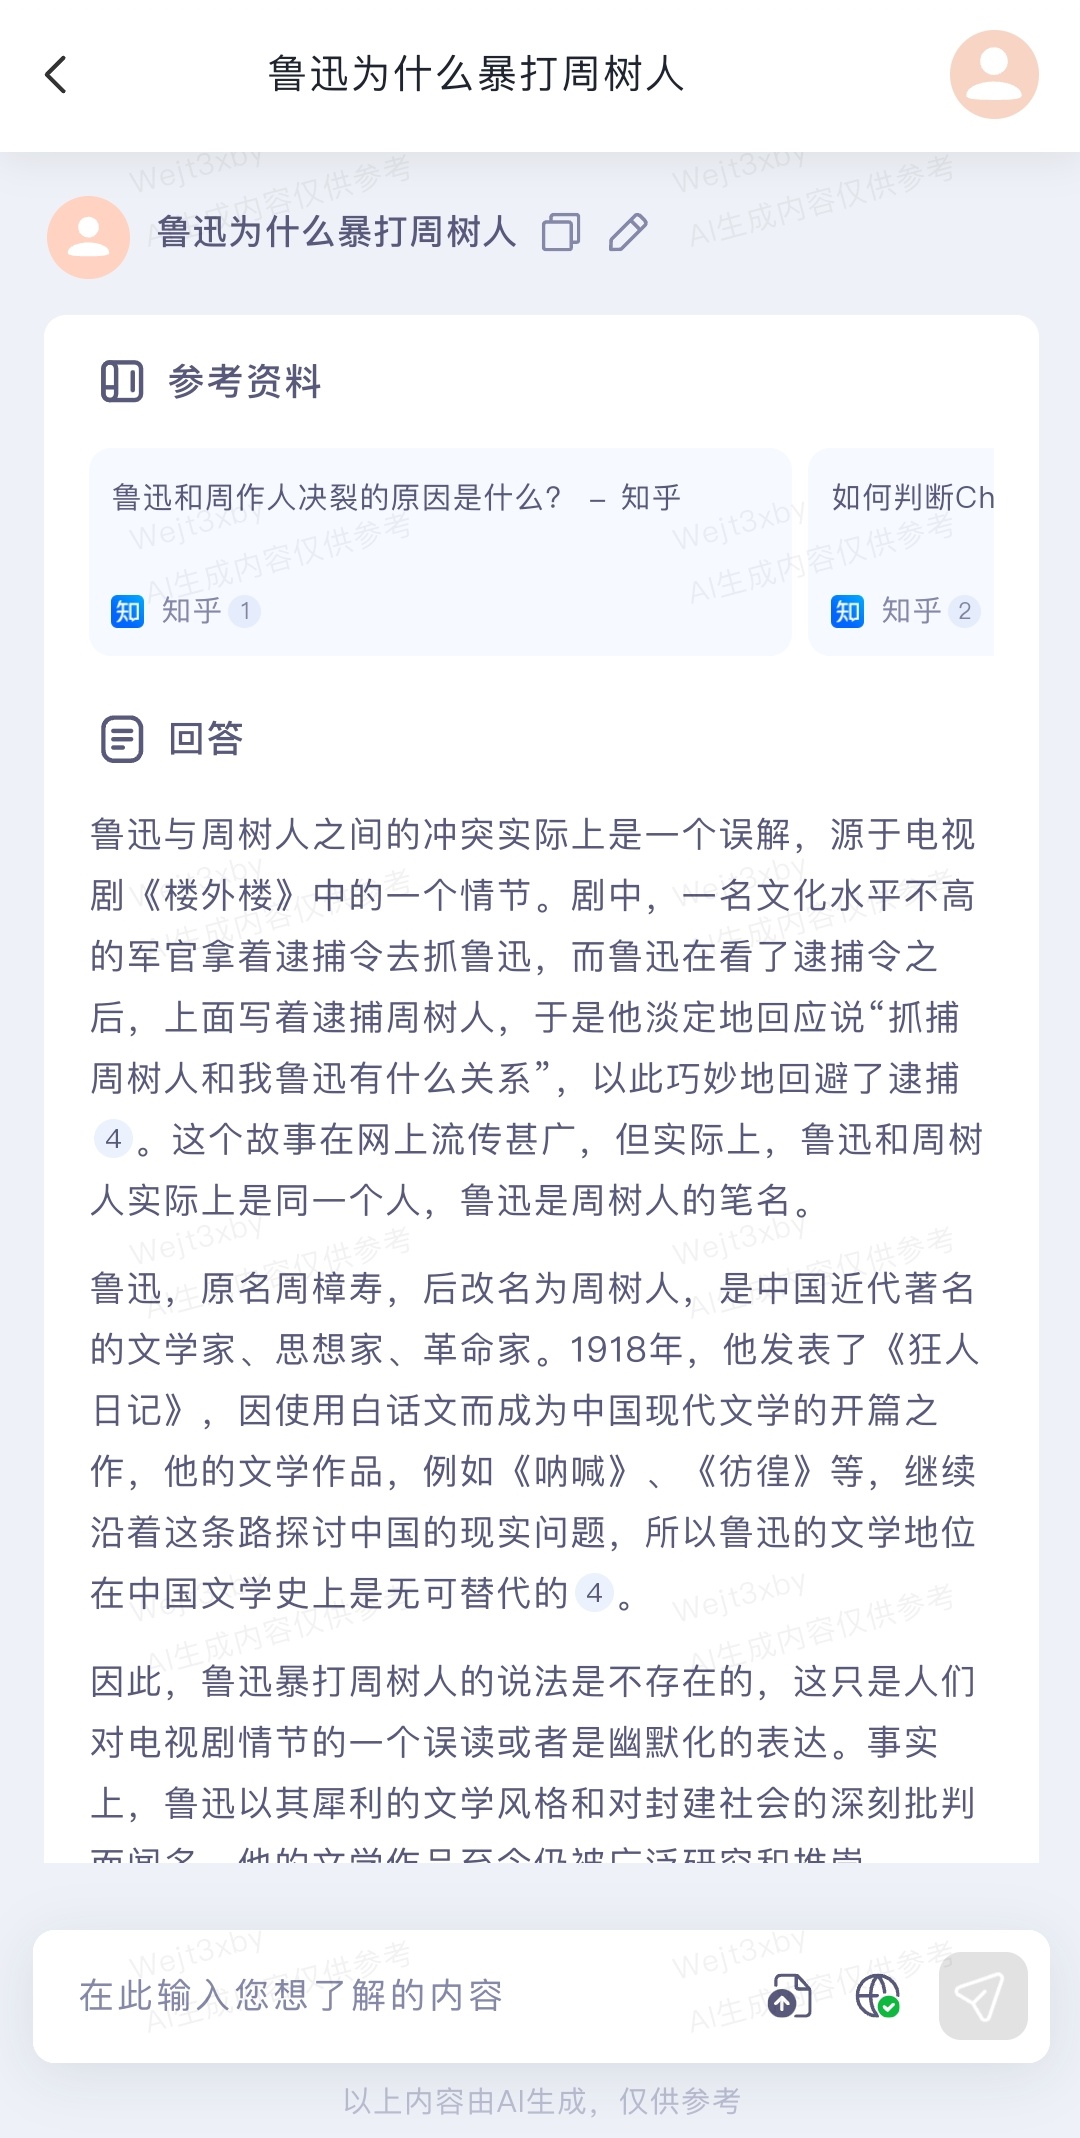 鲁迅为什么暴打周树人
鲁迅为什么暴打周树人
参考资料
鲁迅和周作人决裂的原因是什么？ - 知乎
知 知乎 1
如何判断Ch
知 知乎 2
回答
鲁迅与周树人之间的冲突实际上是一个误解，源于电视
剧《楼外楼》中的一个情节。剧中，一名文化水平不高
的军官拿着逮捕令去抓鲁迅，而鲁迅在看了逮捕令之
后，上面写着逮捕周树人，于是他淡定地回应说“抓捕
周树人和我鲁迅有什么关系”，以此巧妙地回避了逮捕
4。这个故事在网上流传甚广，但实际上，鲁迅和周树
人实际上是同一个人，鲁迅是周树人的笔名。
鲁迅，原名周樟寿，后改名为周树人，是中国近代著名
的文学家、思想家、革命家。1918年，他发表了《狂人
日记》，因使用白话文而成为中国现代文学的开篇之
作，他的文学作品，例如《呐喊》、《彷徨》等，继续
沿着这条路探讨中国的现实问题，所以鲁迅的文学地位
在中国文学史上是无可替代的4。
因此，鲁迅暴打周树人的说法是不存在的，这只是人们
对电视剧情节的一个误读或者是幽默化的表达。事实
上，鲁迅以其犀利的文学风格和对封建社会的深刻批判
而闻名，他的文学作品至今仍被广泛研究和推崇
在此输入您想了解的内容
以上内容由AI生成，仅供参考
Wejt3xby
AI生成内容仅供参考